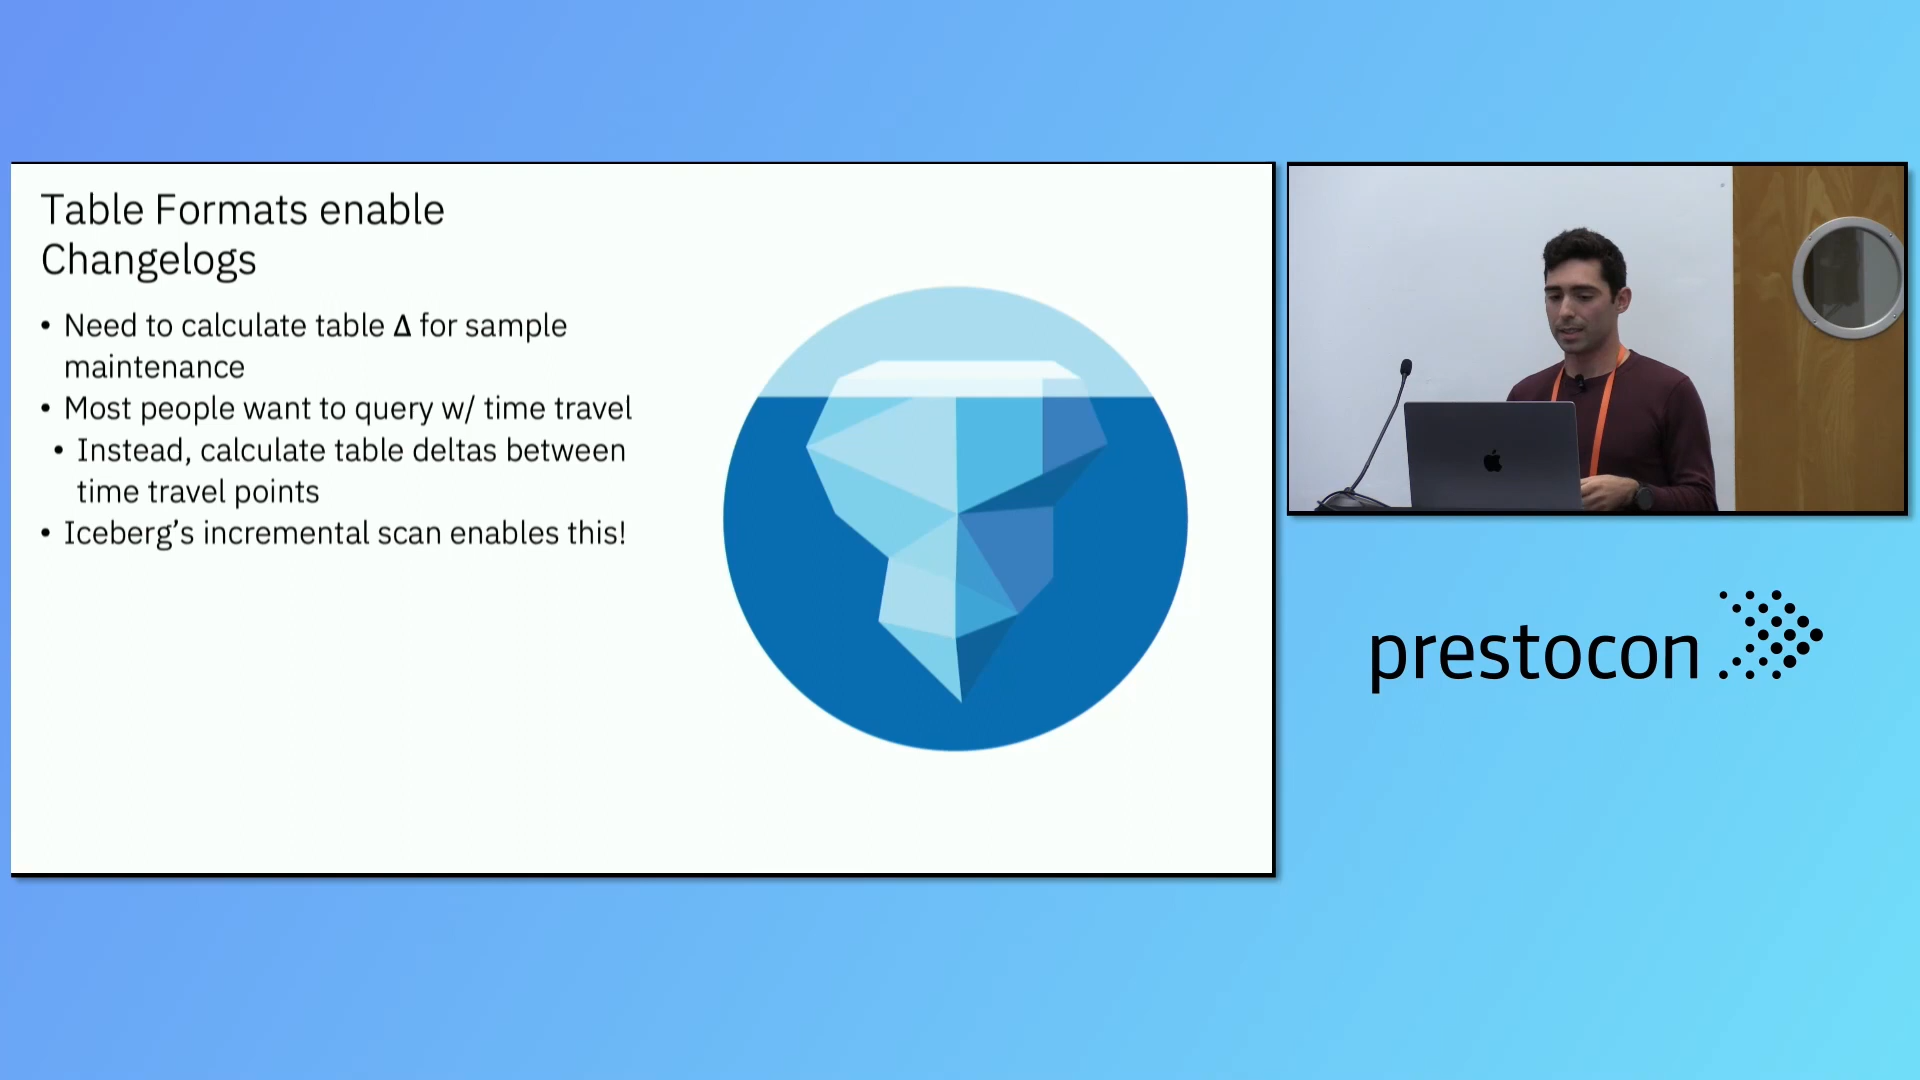 Table Formats enable
Changelogs
• Need to calculate table Δ for sample
maintenance
• Most people want to query w/ time travel
• Instead, calculate table deltas between
time travel points
• Iceberg’s incremental scan enables this!
prestocon